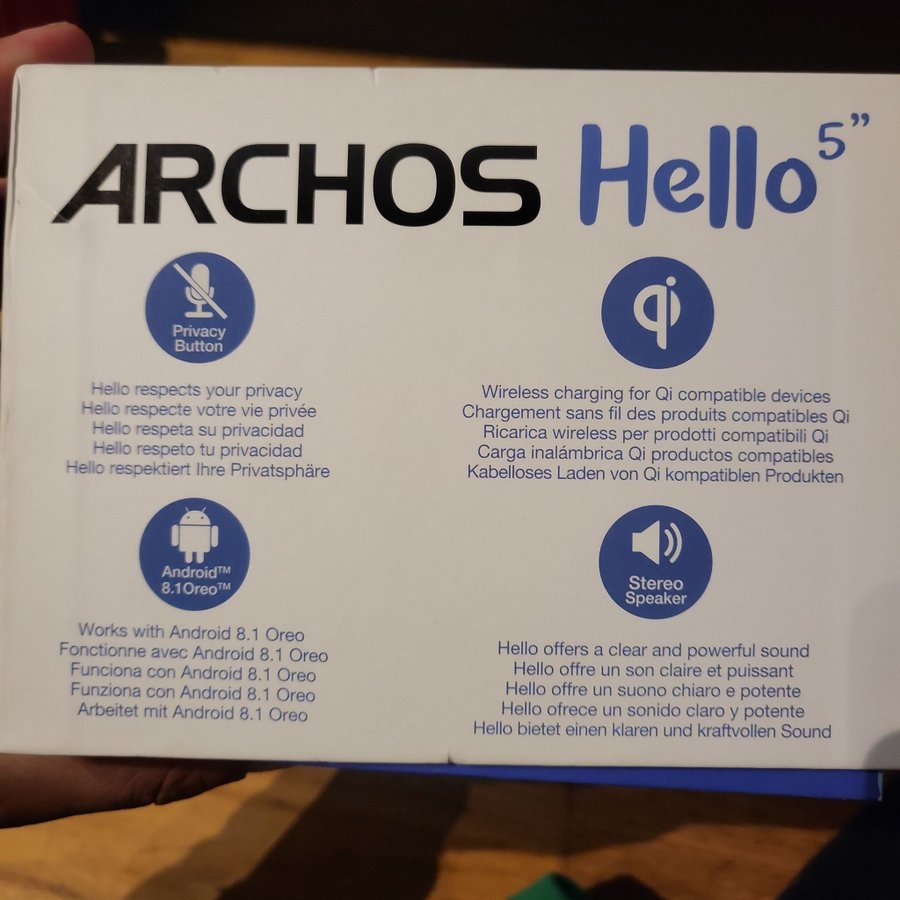 ARCHOS Hello 5”
Privacy
Button
Hello respects your privacy
Hello respecte votre vie privée
Hello respeta su privacidad
Hello respeto tu privacidad
Hello respektiert Ihre Privatsphäre
qi
Wireless charging for Qi compatible devices
Chargement sans fil des produits compatibles Qi
Ricarica wireless per prodotti compatibili Qi
Carga inalámbrica Qi productos compatibles
Kabelloses Laden von Qi kompatiblen Produkten
Android™
8.1Oreo™
Works with Android 8.1 Oreo
Fonctionne avec Android 8.1 Oreo
Funciona con Android 8.1 Oreo
Funziona con Android 8.1 Oreo
Arbeitet mit Android 8.1 Oreo
Stereo
Speaker
Hello offers a clear and powerful sound
Hello offre un son claire et puissant
Hello offre un suono chiaro e potente
Hello ofrece un sonido claro y potente
Hello bietet einen klaren und kraftvollen Sound